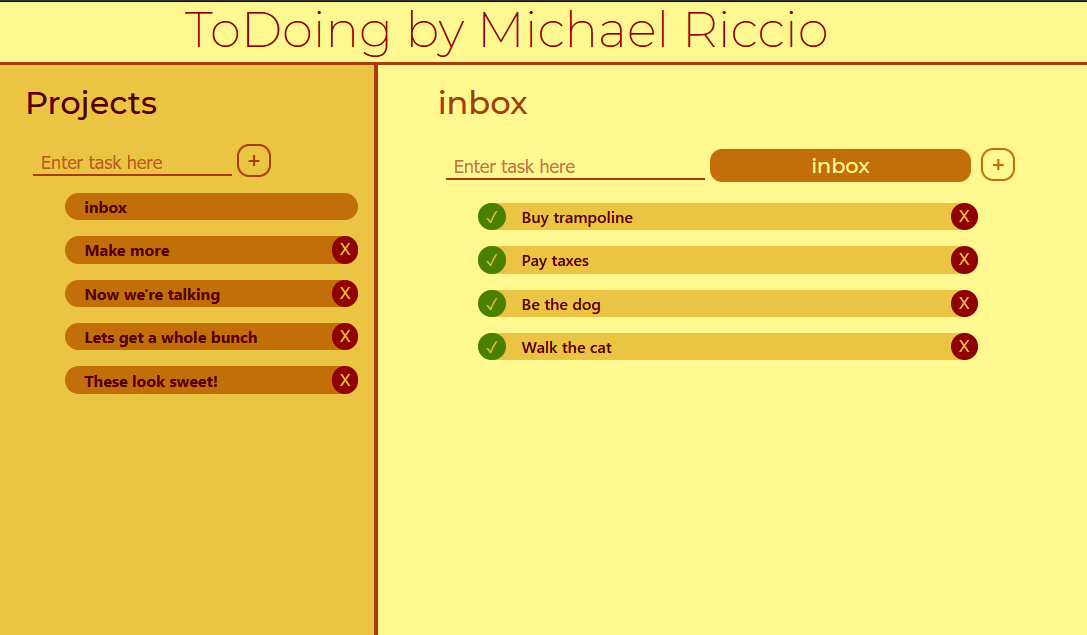 ToDoing by Michael Riccio
Projects
Enter task here +
inbox
Make more X
Now we're talking X
Lets get a whole bunch X
These look sweet! X
inbox
Enter task here inbox +
✓ Buy trampoline X
✓ Pay taxes X
✓ Be the dog X
✓ Walk the cat X